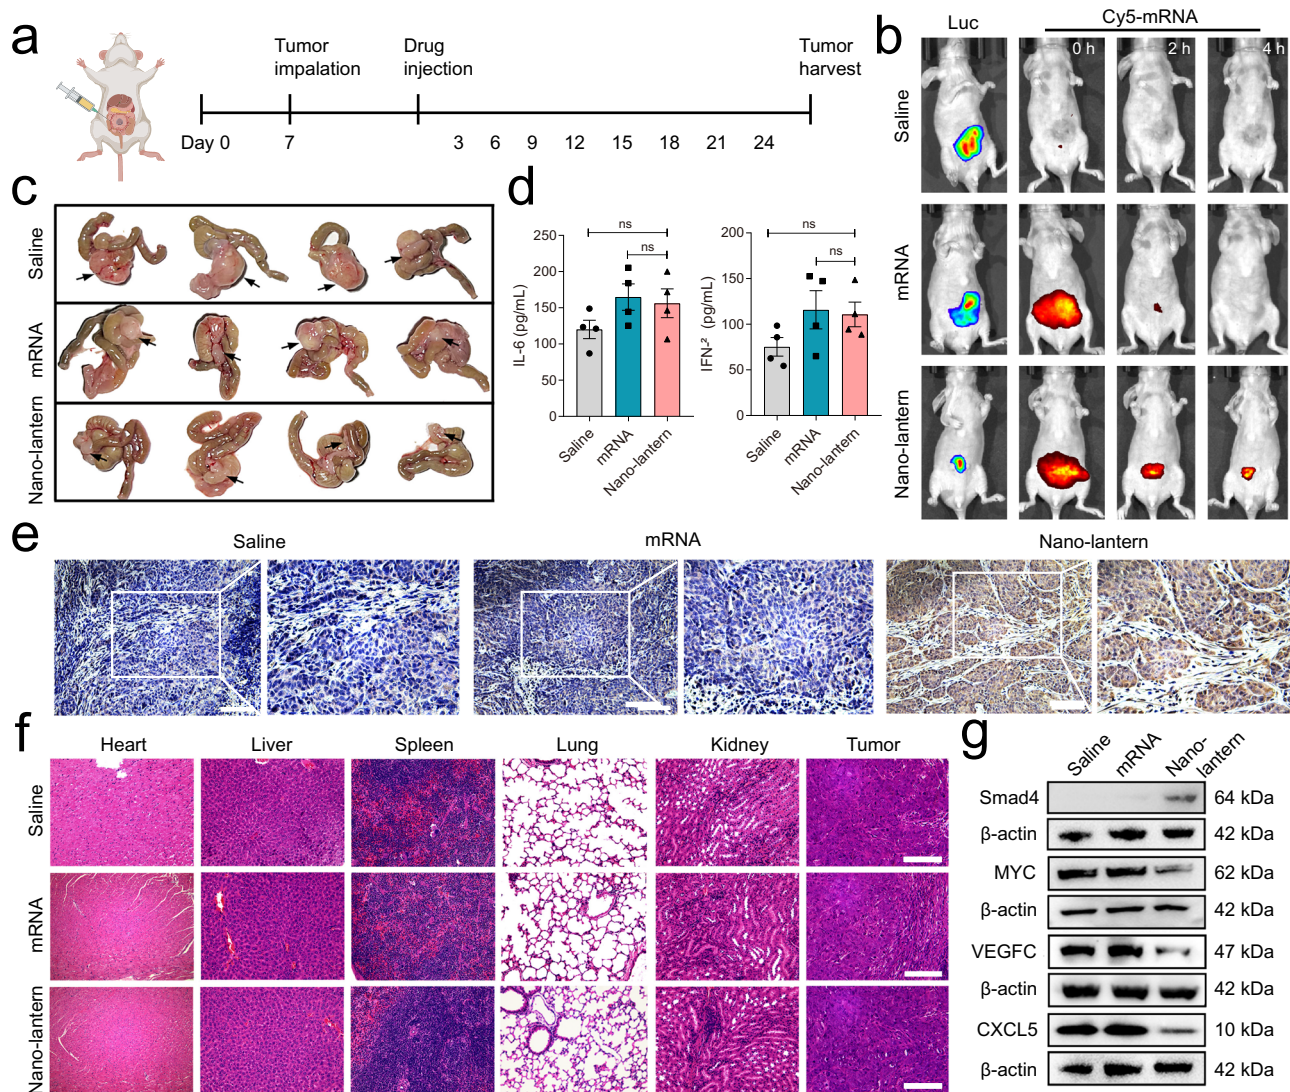 a
Tumor
impalation
Drug
injection
Tumor
harvest
Day 0
7
3
6
9
12
15
18
21
24
b
Luc
Cy5-mRNA
0 h
2 h
4 h
Saline
mRNA
Nano-lantern
c
Saline
mRNA
Nano-lantern
d
IL-6 (pg/mL)
250
200
150
100
50
0
ns
ns
Saline
mRNA
Nano-lantern
IFN-² (pg/mL)
200
150
100
50
0
ns
ns
Saline
mRNA
Nano-lantern
e
Saline
mRNA
Nano-lantern
f
Heart
Liver
Spleen
Lung
Kidney
Tumor
Saline
mRNA
Nano-lantern
g
Saline
mRNA
Nano-
lantern
Smad4
64 kDa
β-actin
42 kDa
MYC
62 kDa
β-actin
42 kDa
VEGFC
47 kDa
β-actin
42 kDa
CXCL5
10 kDa
β-actin
42 kDa